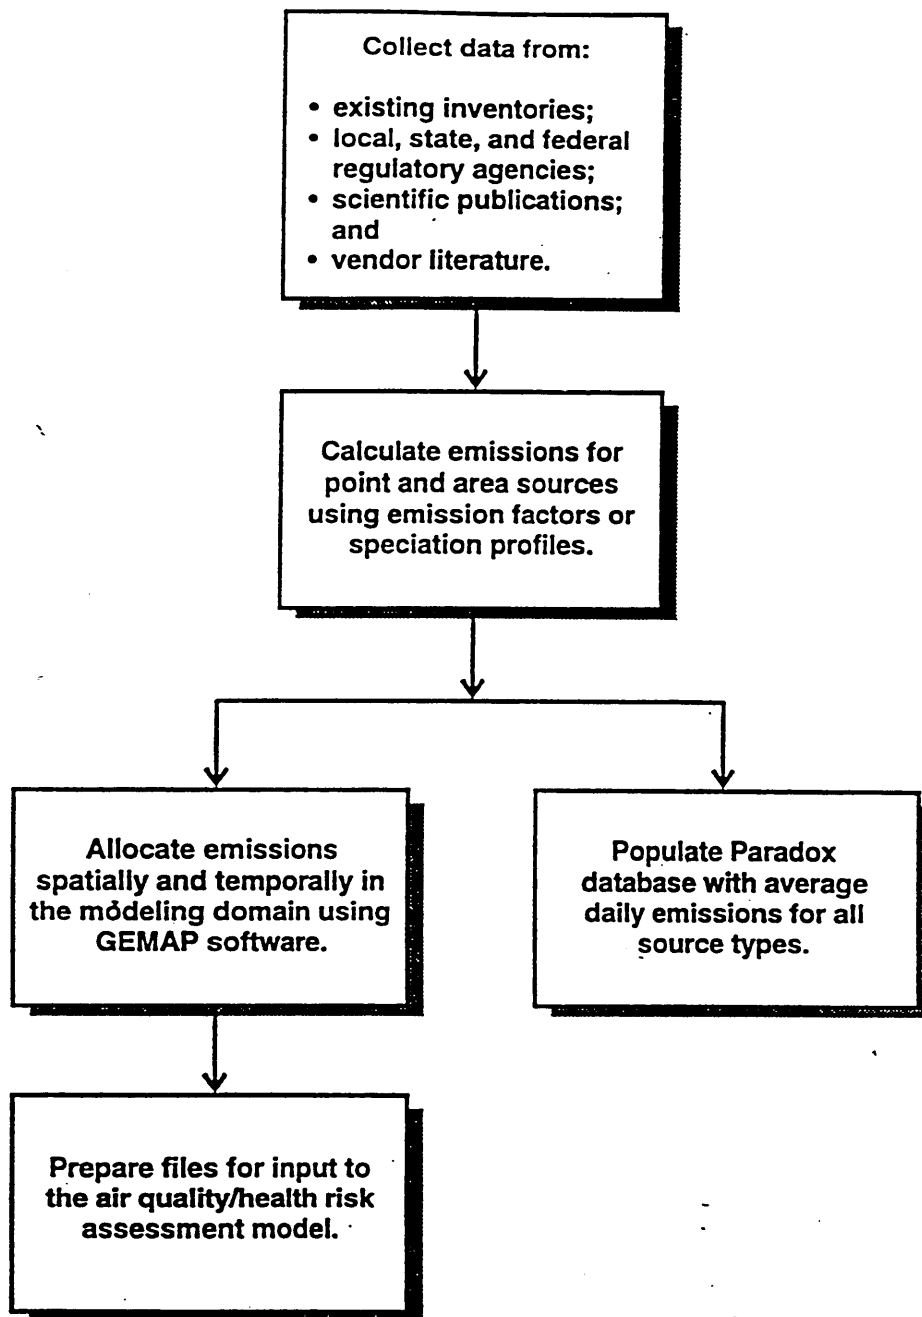 Collect data from:
• existing inventories;
• local, state, and federal
regulatory agencies;
• scientific publications;
and
• vendor literature.
Calculate emissions for
point and area sources
using emission factors or
speciation profiles.
Allocate emissions
spatially and temporally in
the modeling domain using
GEMAP software.
Populate Paradox
database with average
daily emissions for all
source types.
Prepare files for input to
the air quality/health risk
assessment model.